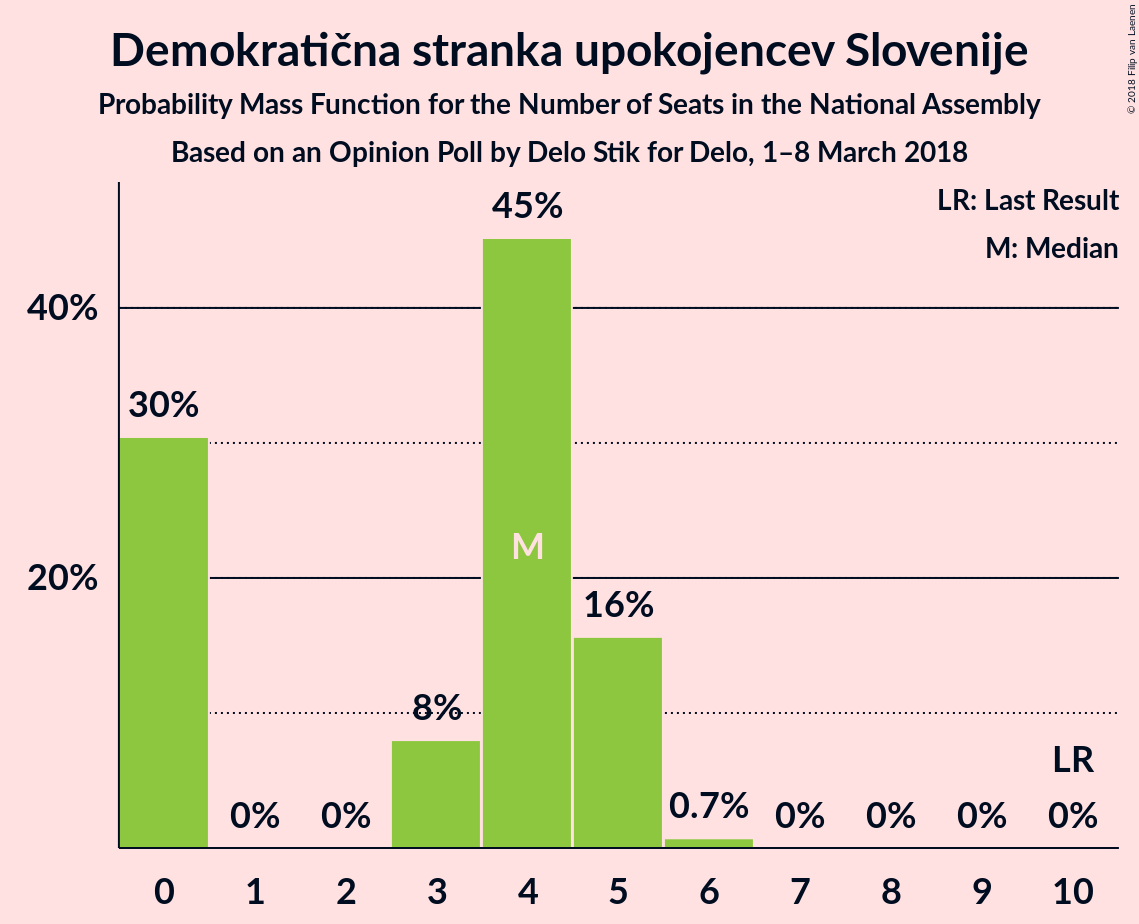 Demokratična stranka upokojencev Slovenije
Probability Mass Function for the Number of Seats in the National Assembly
Based on an Opinion Poll by Delo Stik for Delo, 1–8 March 2018
© 2018 Filip van Laenen
LR: Last Result
M: Median
45%
40%
30%
M
20%
16%
8%
LR
0% 0% 0.7% 0% 0% 0% 0%
0 1 2 3 4 5 6 7 8 9 10